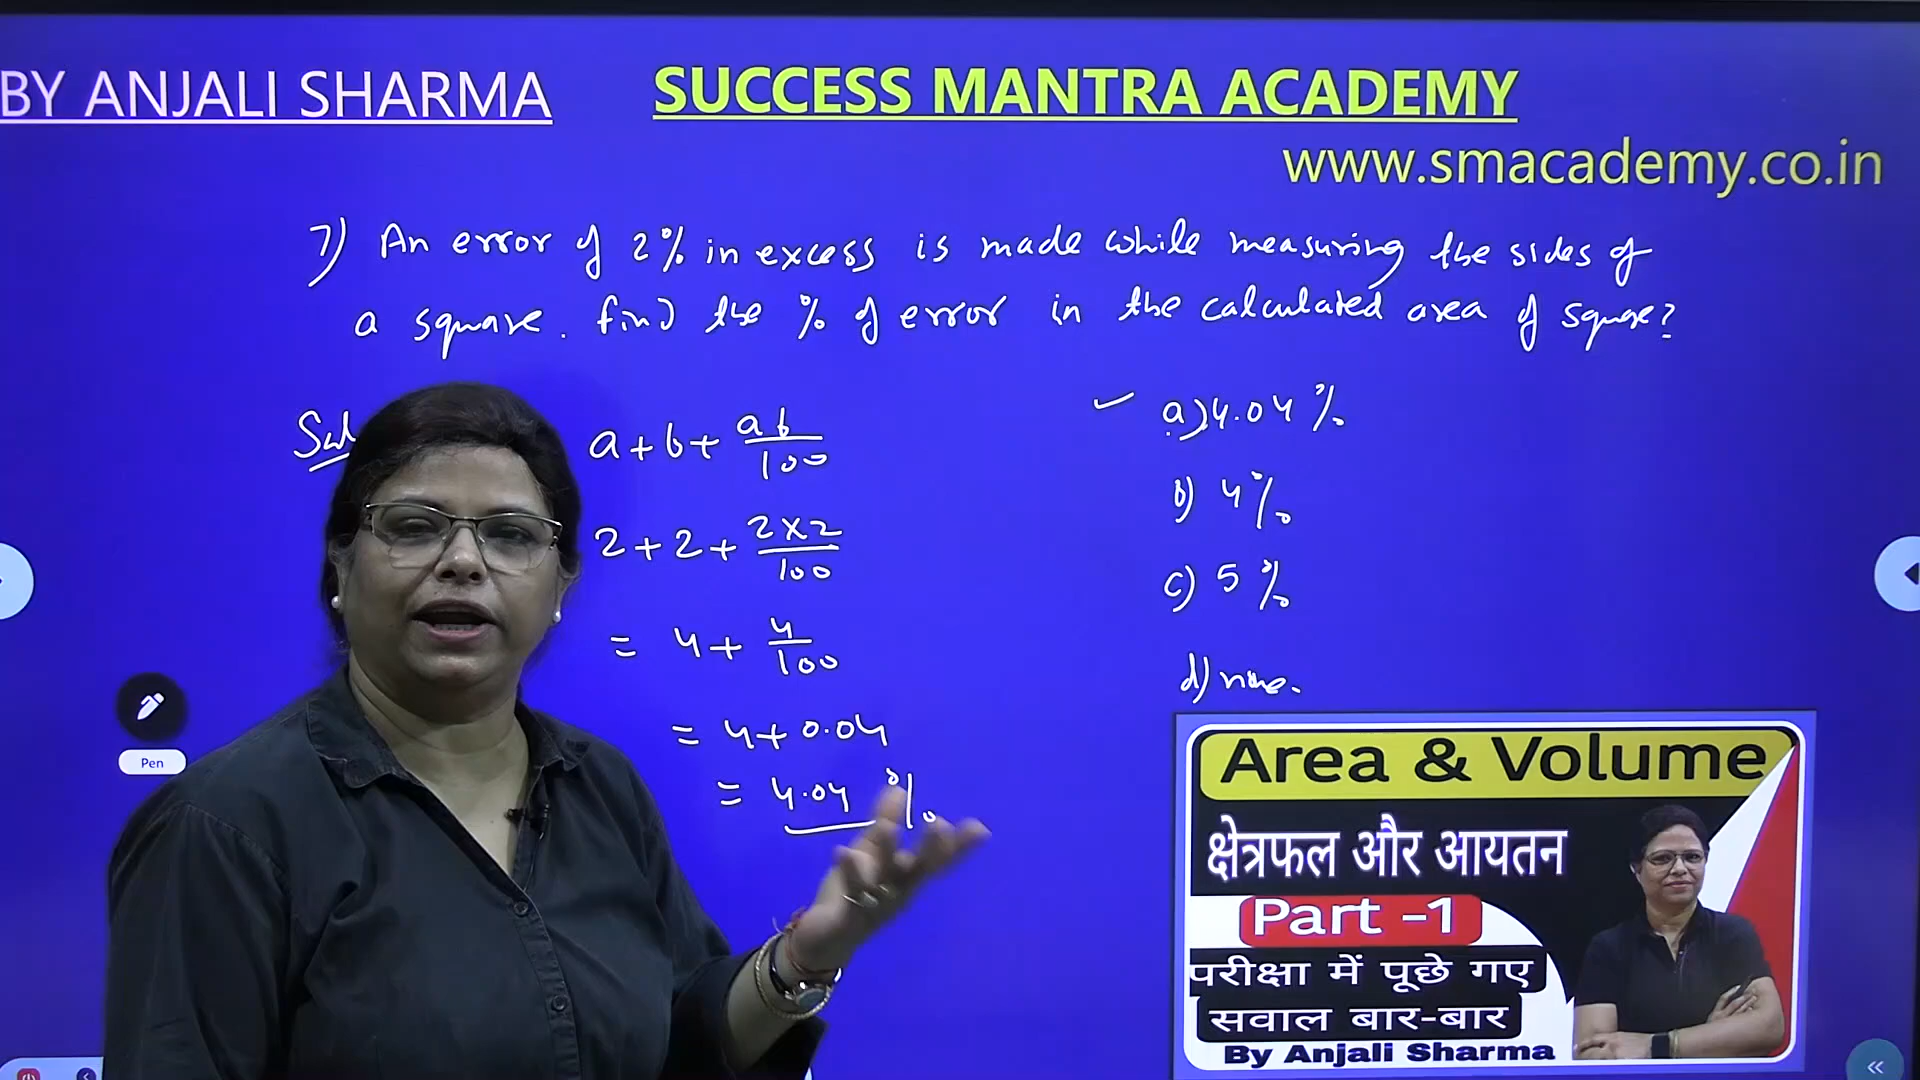 BY ANJALI SHARMA
SUCCESS MANTRA ACADEMY
www.smacademy.co.in
7) An error of 2% in excess is made while measuring the sides of
a square. find the % of error in the calculated area of square?
Sol
a + b + ab/100
2 + 2 + 2×2/100
= 4 + 4/100
= 4 + 0.04
= 4.04 %
✓ a) 4.04 %
b) 4%
c) 5 %
d) none.
Pen
Area & Volume
क्षेत्रफल और आयतन
Part -1
परीक्षा में पूछे गए
सवाल बार-बार
By Anjali Sharma